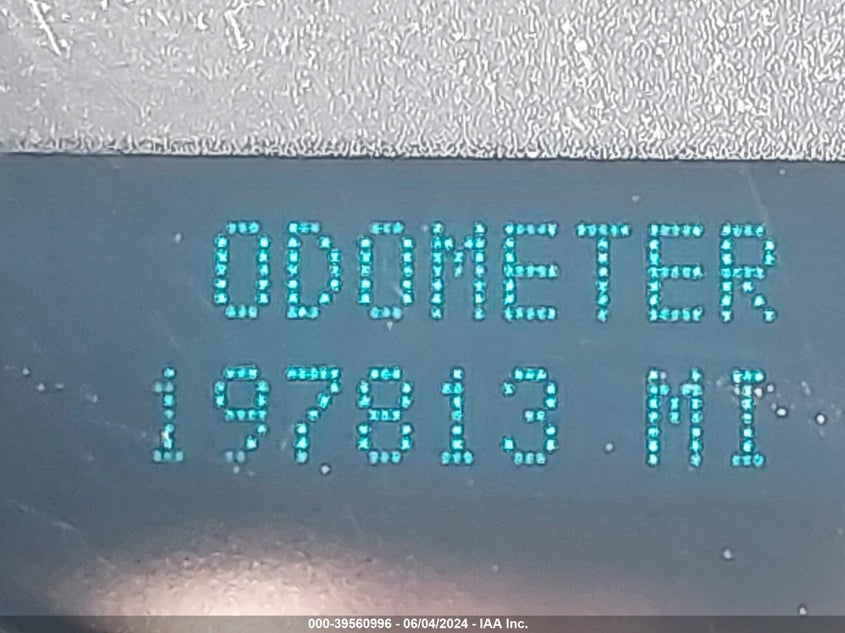 ODOMETER
197813 MI
000-39560996 - 06/04/2024 - IAA Inc.